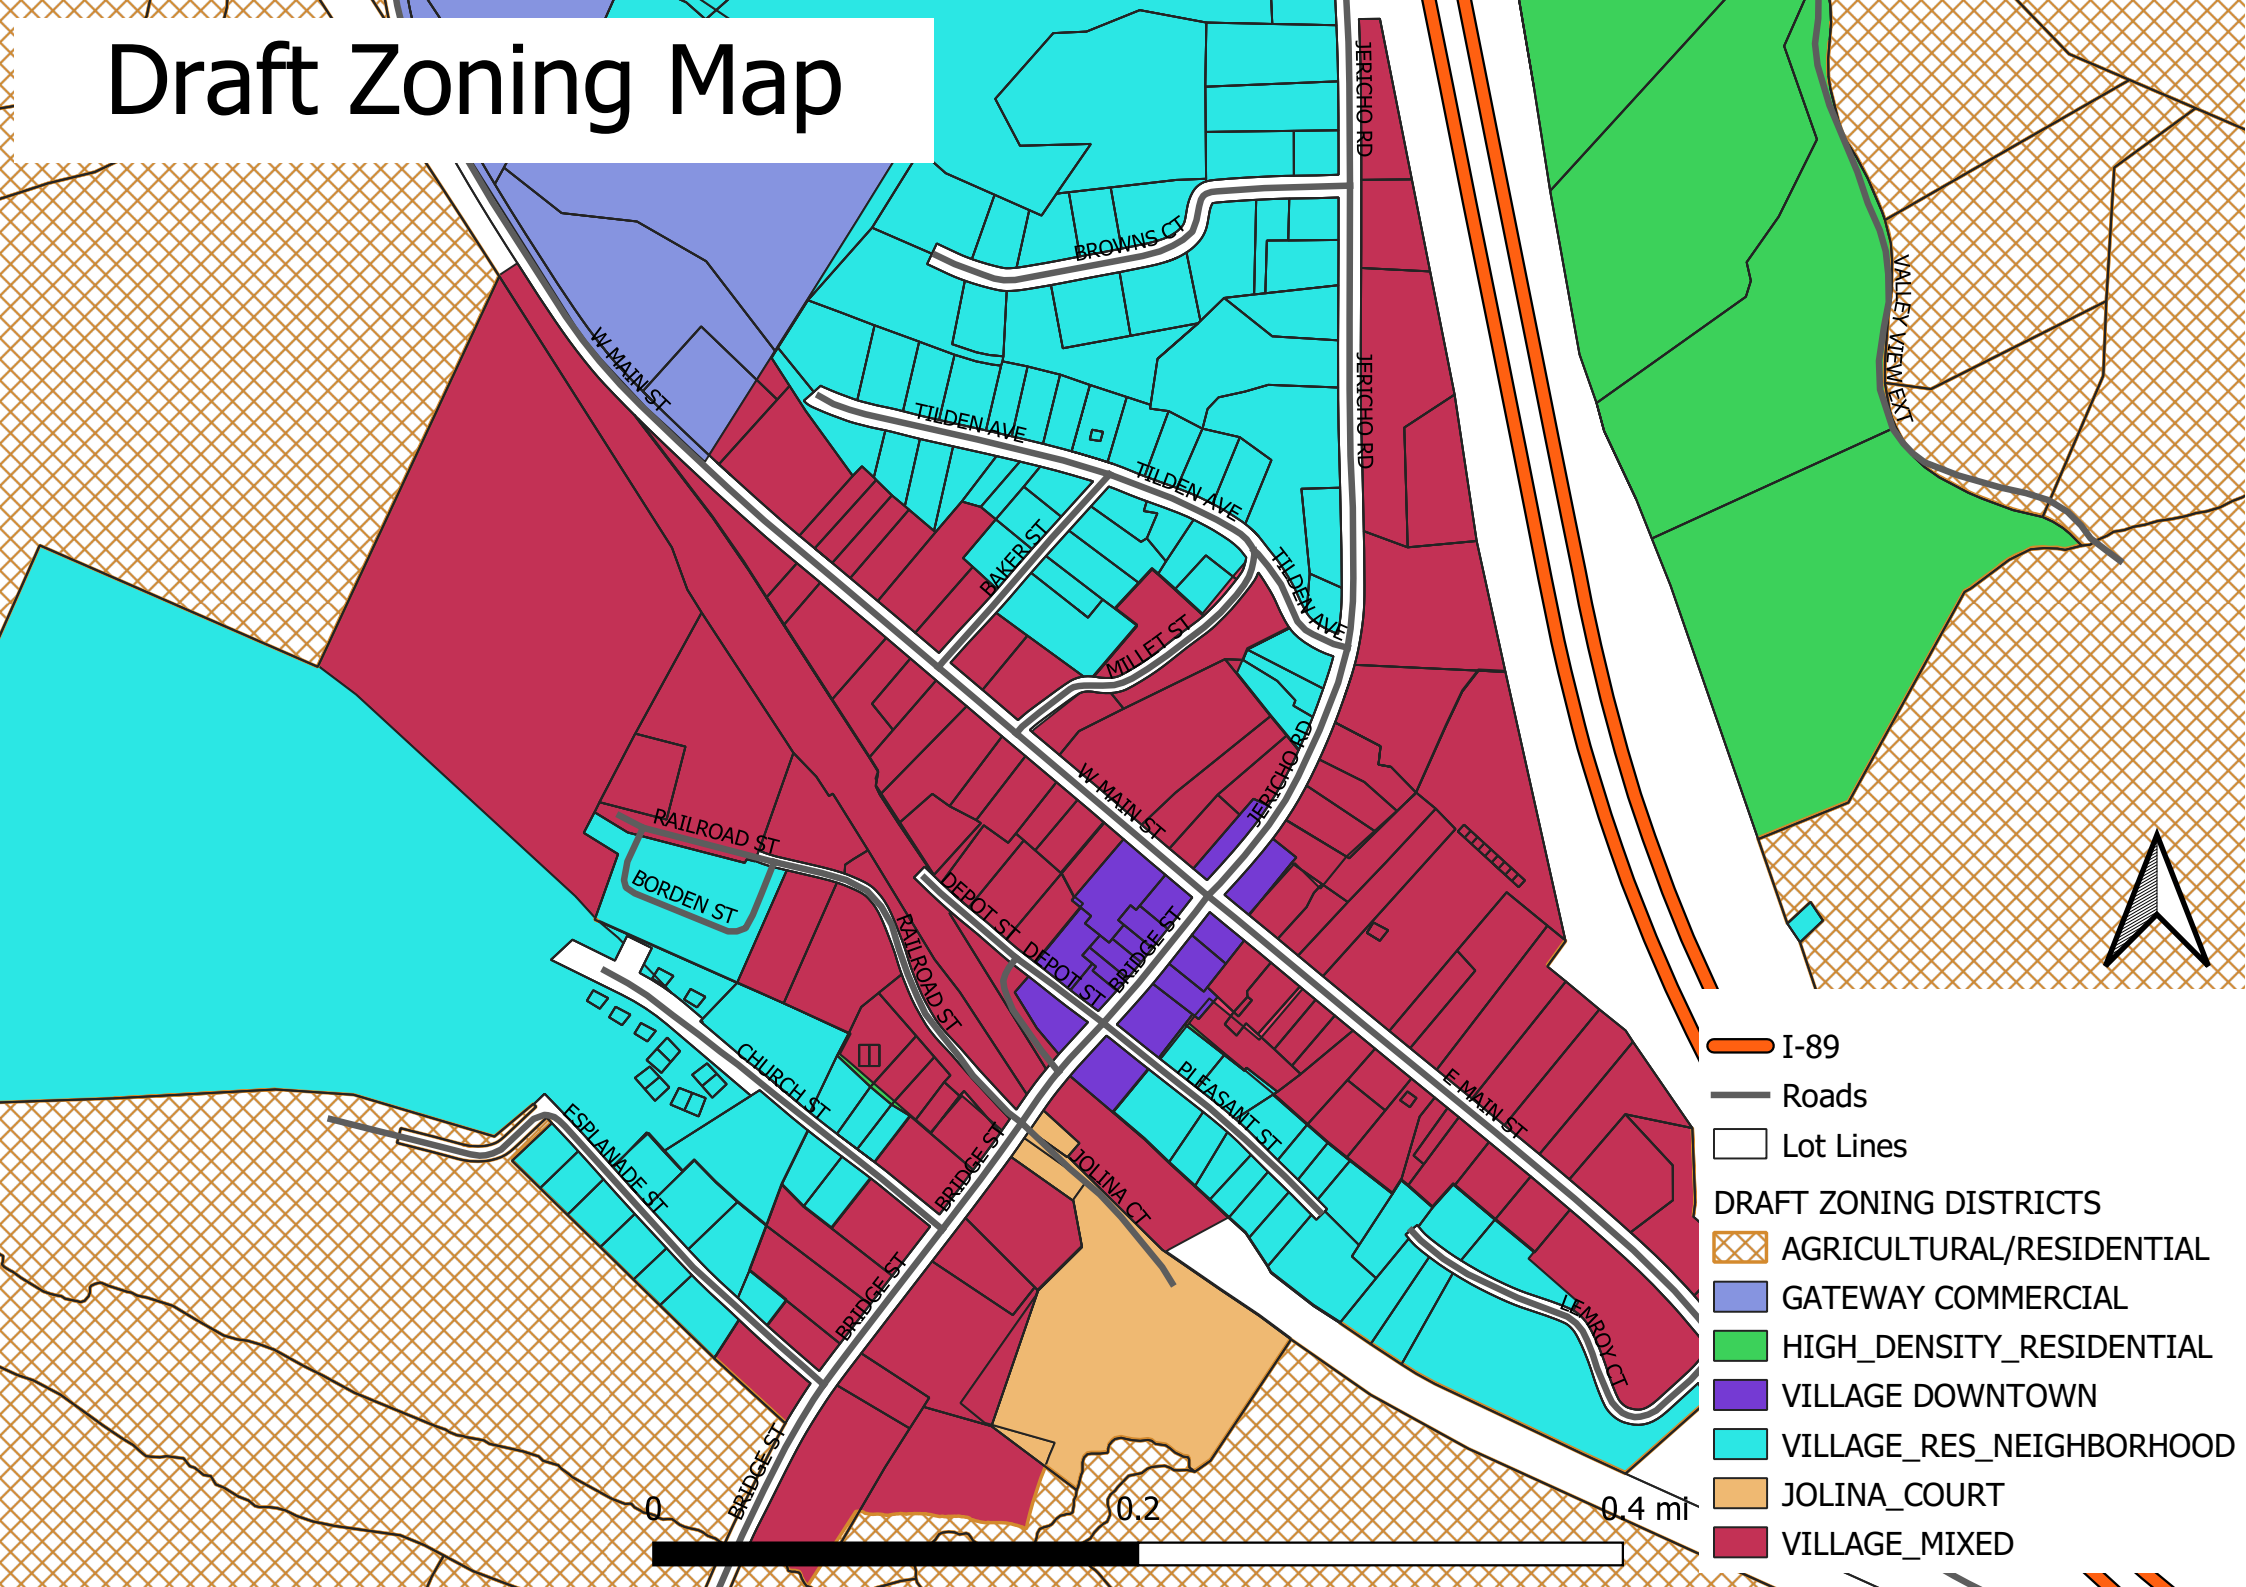 Draft Zoning Map
JERICHO RD
BROWNS CT
VALLEY VIEW EXT
W MAIN ST
JERICHO RD
TILDEN AVE
TILDEN AVE
BAKER ST
TILDEN AVE
MILLET ST
JERICHO RD
W MAIN ST
RAILROAD ST
BORDEN ST
DEPOT ST
RAILROAD ST
BRIDGE ST
DEPOT ST
CHURCH ST
PLEASANT ST
E MAIN ST
ESPLANADE ST
BRIDGE ST
JOLINA CT
BRIDGE ST
LEMROY CT
BRIDGE ST
0 0.2 0.4 mi
I-89
Roads
Lot Lines
DRAFT ZONING DISTRICTS
AGRICULTURAL/RESIDENTIAL
GATEWAY COMMERCIAL
HIGH_DENSITY_RESIDENTIAL
VILLAGE DOWNTOWN
VILLAGE_RES_NEIGHBORHOOD
JOLINA_COURT
VILLAGE_MIXED